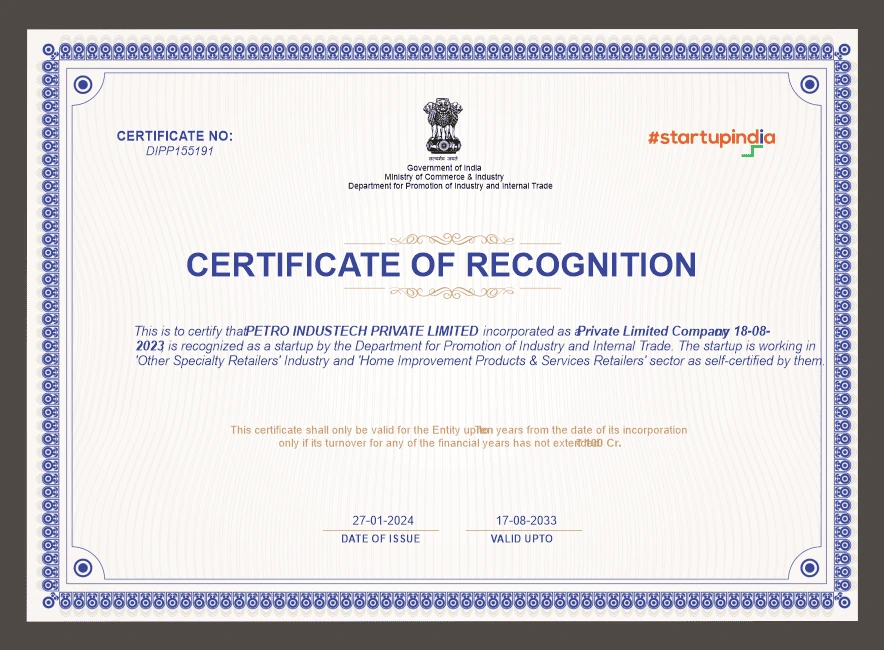 CERTIFICATE NO:
DIPP155191
#startupindia
सत्यमेव जयते
Government of India
Ministry of Commerce & Industry
Department for Promotion of Industry and Internal Trade
CERTIFICATE OF RECOGNITION
This is to certify that PETRO INDUSTECH PRIVATE LIMITED incorporated as a Private Limited Company on 18-08-
2023, is recognized as a startup by the Department for Promotion of Industry and Internal Trade. The startup is working in
'Other Specialty Retailers' Industry and 'Home Improvement Products & Services Retailers' sector as self-certified by them.
This certificate shall only be valid for the Entity upto Ten years from the date of its incorporation
only if its turnover for any of the financial years has not extended ₹ 100 Cr.
27-01-2024
DATE OF ISSUE
17-08-2033
VALID UPTO